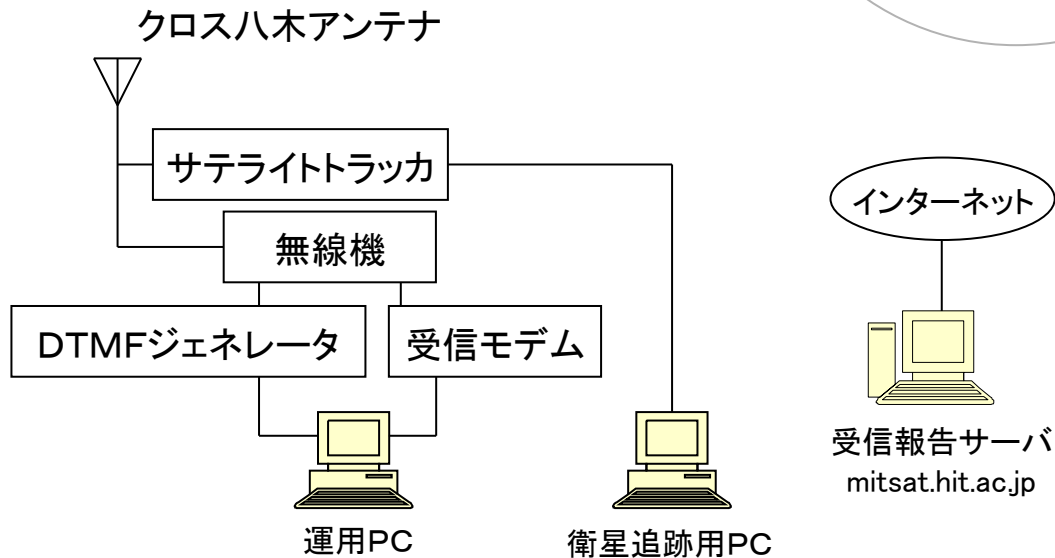 クロス八木アンテナ
サテライトトラッカ
インターネット
無線機
DTMFジェネレータ
受信モデム
受信報告サーバ
mitsat.hit.ac.jp
運用PC
衛星追跡用PC